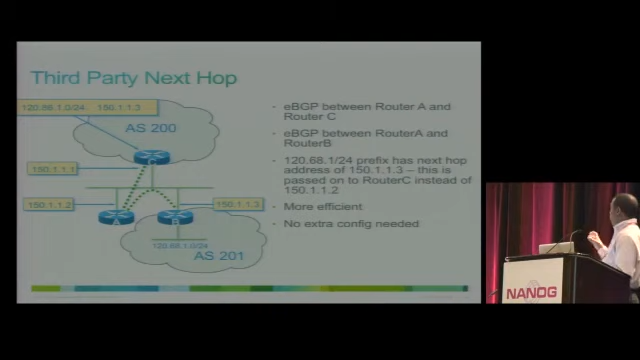 Third Party Next Hop
120.68.1.0/24 150.1.1.3
AS 200
C
150.1.1.1
150.1.1.2
150.1.1.3
A
B
120.68.1.0/24
AS 201
• eBGP between Router A and
Router C
• eBGP between RouterA and
RouterB
• 120.68.1/24 prefix has next hop
address of 150.1.1.3 – this is
passed on to RouterC instead of
150.1.1.2
• More efficient
• No extra config needed
NANOG